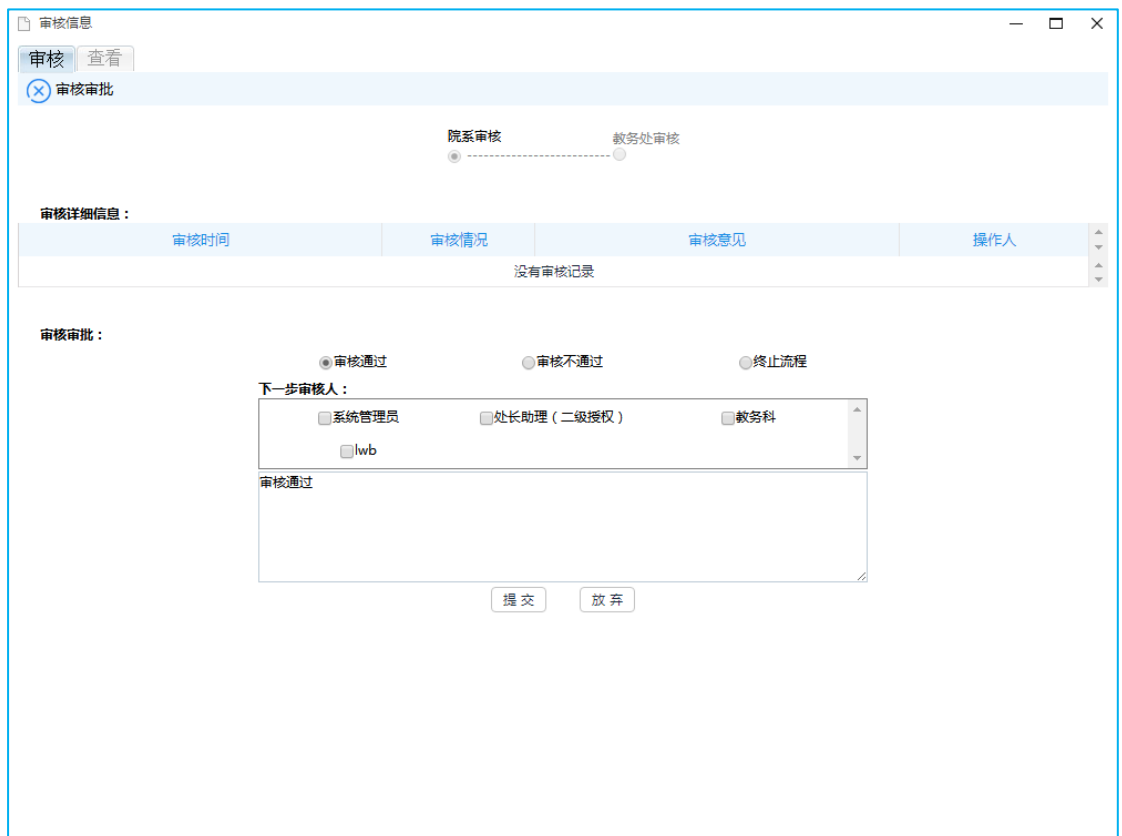 审核信息
审核 查看
审核审批
院系审核 教务处审核
审核详细信息：
审核时间 审核情况 审核意见 操作人
没有审核记录
审核审批：
审核通过 审核不通过 终止流程
下一步审核人：
系统管理员 处长助理（二级授权） 教务科
lwb
审核通过
提 交 放 弃